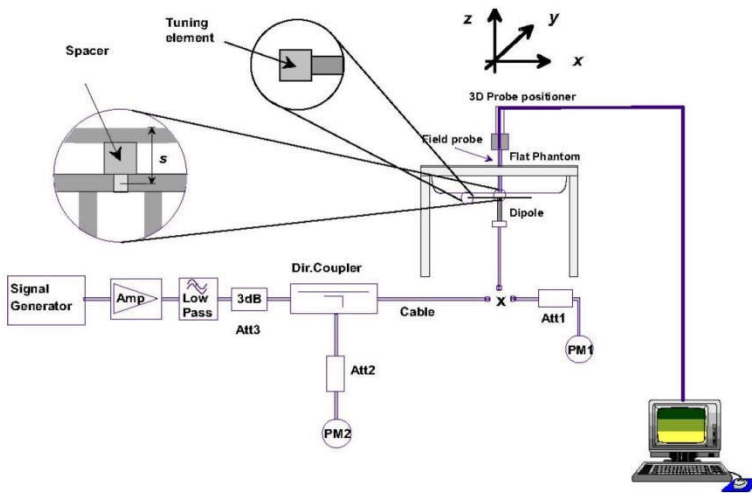 Tuning
element
Spacer
s
z
y
x
3D Probe positioner
Field probe
Flat Phantom
Dipole
Signal
Generator
Amp
Low
Pass
3dB
Att3
Dir.Coupler
Cable
x
Att1
PM1
Att2
PM2